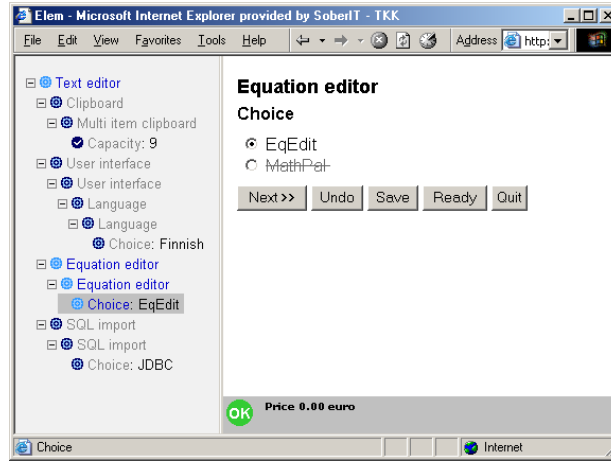 Elem - Microsoft Internet Explorer provided by SoberIT - TKK
File Edit View Favorites Tools Help Address http:
Text editor
Clipboard
Multi item clipboard
Capacity: 9
User interface
User interface
Language
Language
Choice: Finnish
Equation editor
Equation editor
Choice: EqEdit
SQL import
SQL import
Choice: JDBC
Equation editor
Choice
EqEdit
MathPal
Next >> Undo Save Ready Quit
OK Price 0.00 euro
Choice Internet